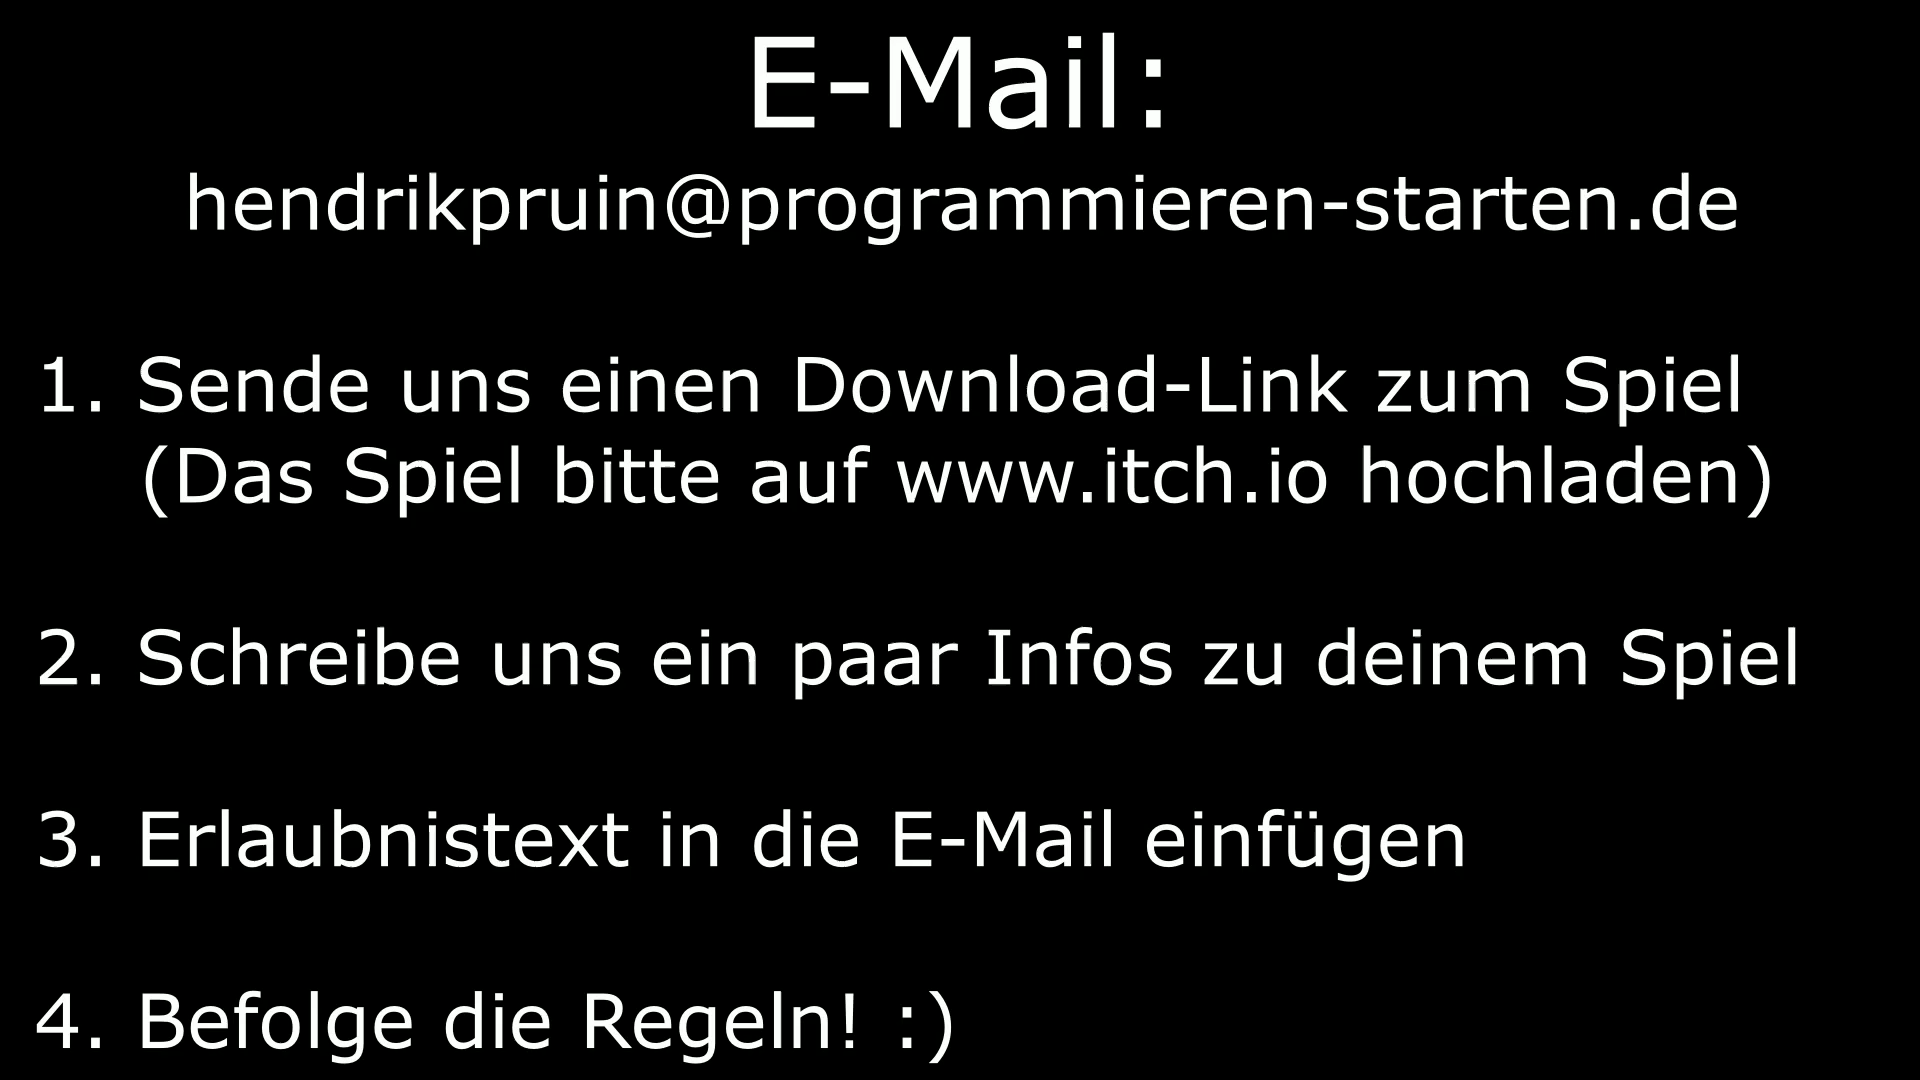 E-Mail:
hendrikpruin@programmieren-starten.de
1. Sende uns einen Download-Link zum Spiel
(Das Spiel bitte auf www.itch.io hochladen)
2. Schreibe uns ein paar Infos zu deinem Spiel
3. Erlaubnistext in die E-Mail einfügen
4. Befolge die Regeln! :)